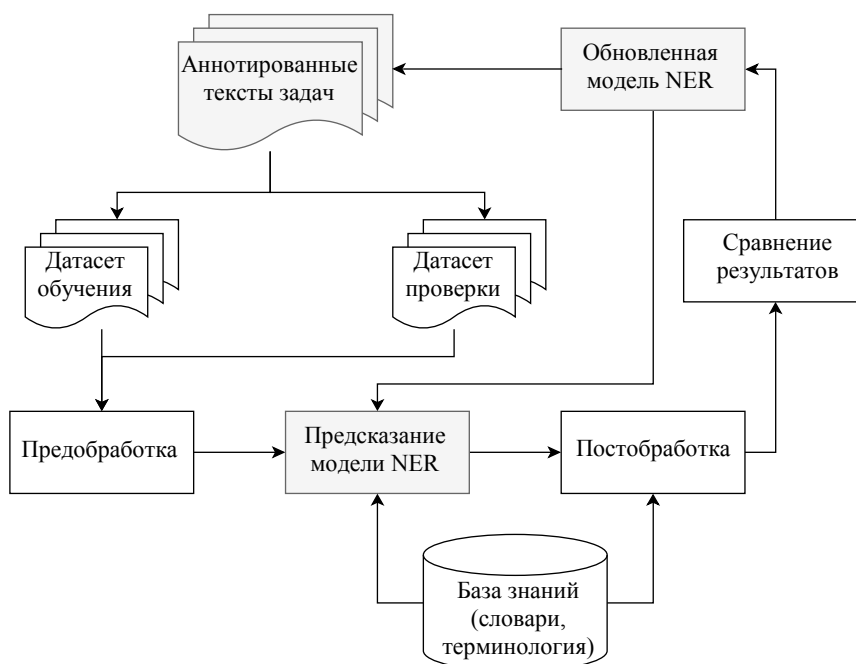 Аннотированные
тексты задач
Обновленная
модель NER
Датасет
обучения
Датасет
проверки
Сравнение
результатов
Предобработка
Предсказание
модели NER
Постобработка
База знаний
(словари,
терминология)